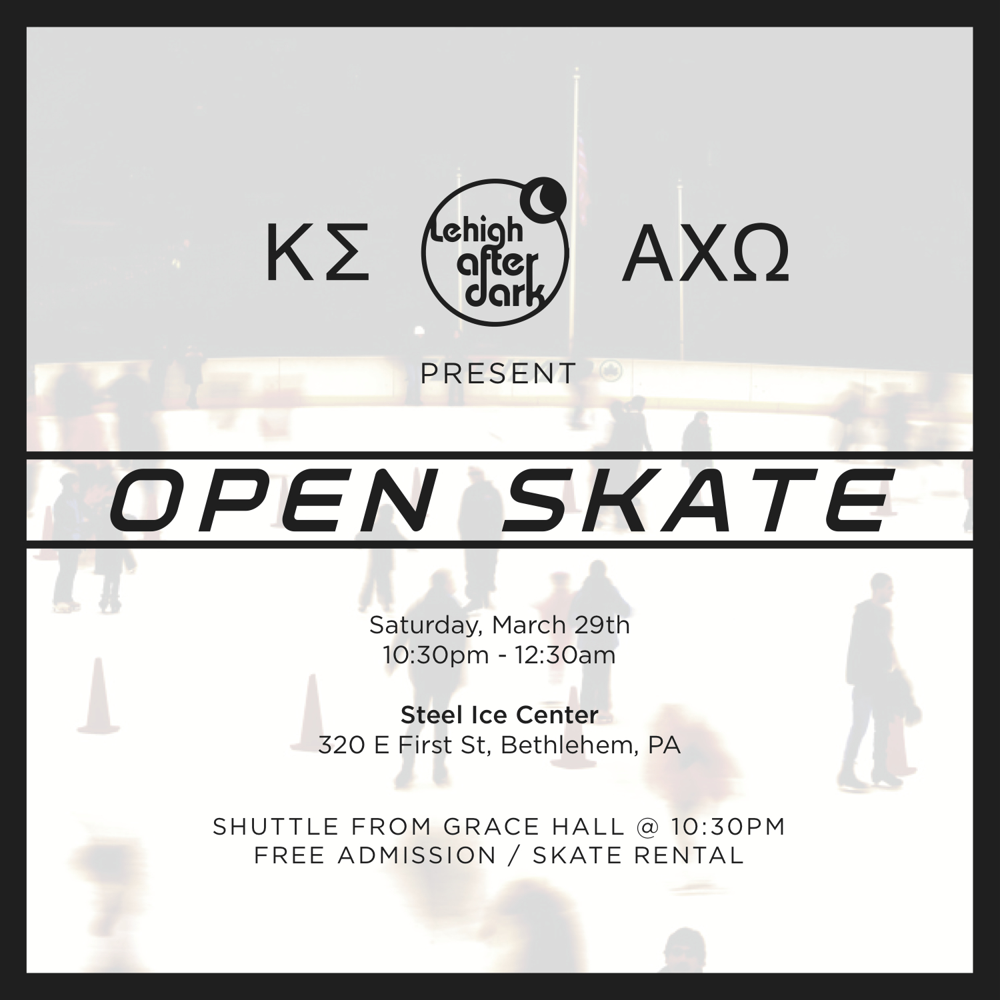 ΚΣ
Lehigh
after
dark
ΑΧΩ
PRESENT
OPEN SKATE
Saturday, March 29th
10:30pm - 12:30am
Steel Ice Center
320 E First St, Bethlehem, PA
SHUTTLE FROM GRACE HALL @ 10:30PM
FREE ADMISSION / SKATE RENTAL